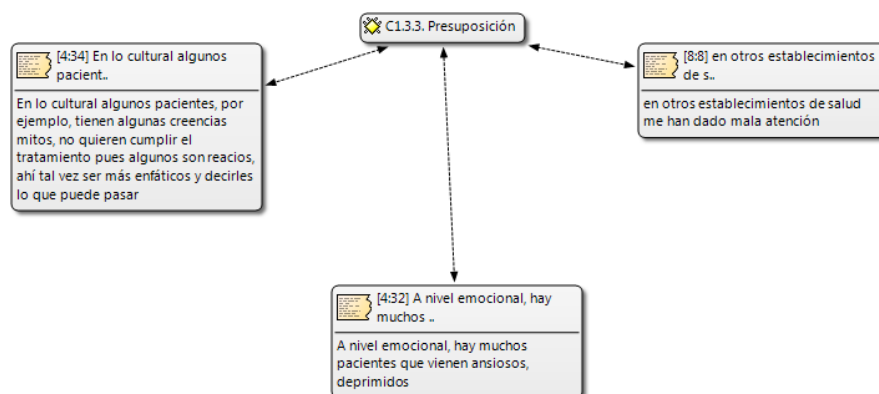 C1.3.3. Presuposición
[4:34] En lo cultural algunos
pacient..
En lo cultural algunos pacientes, por
ejemplo, tienen algunas creencias
mitos, no quieren cumplir el
tratamiento pues algunos son reacios,
ahí tal vez ser más enfáticos y decirles
lo que puede pasar
[8:8] en otros establecimientos
de s..
en otros establecimientos de salud
me han dado mala atención
[4:32] A nivel emocional, hay
muchos ..
A nivel emocional, hay muchos
pacientes que vienen ansiosos,
deprimidos